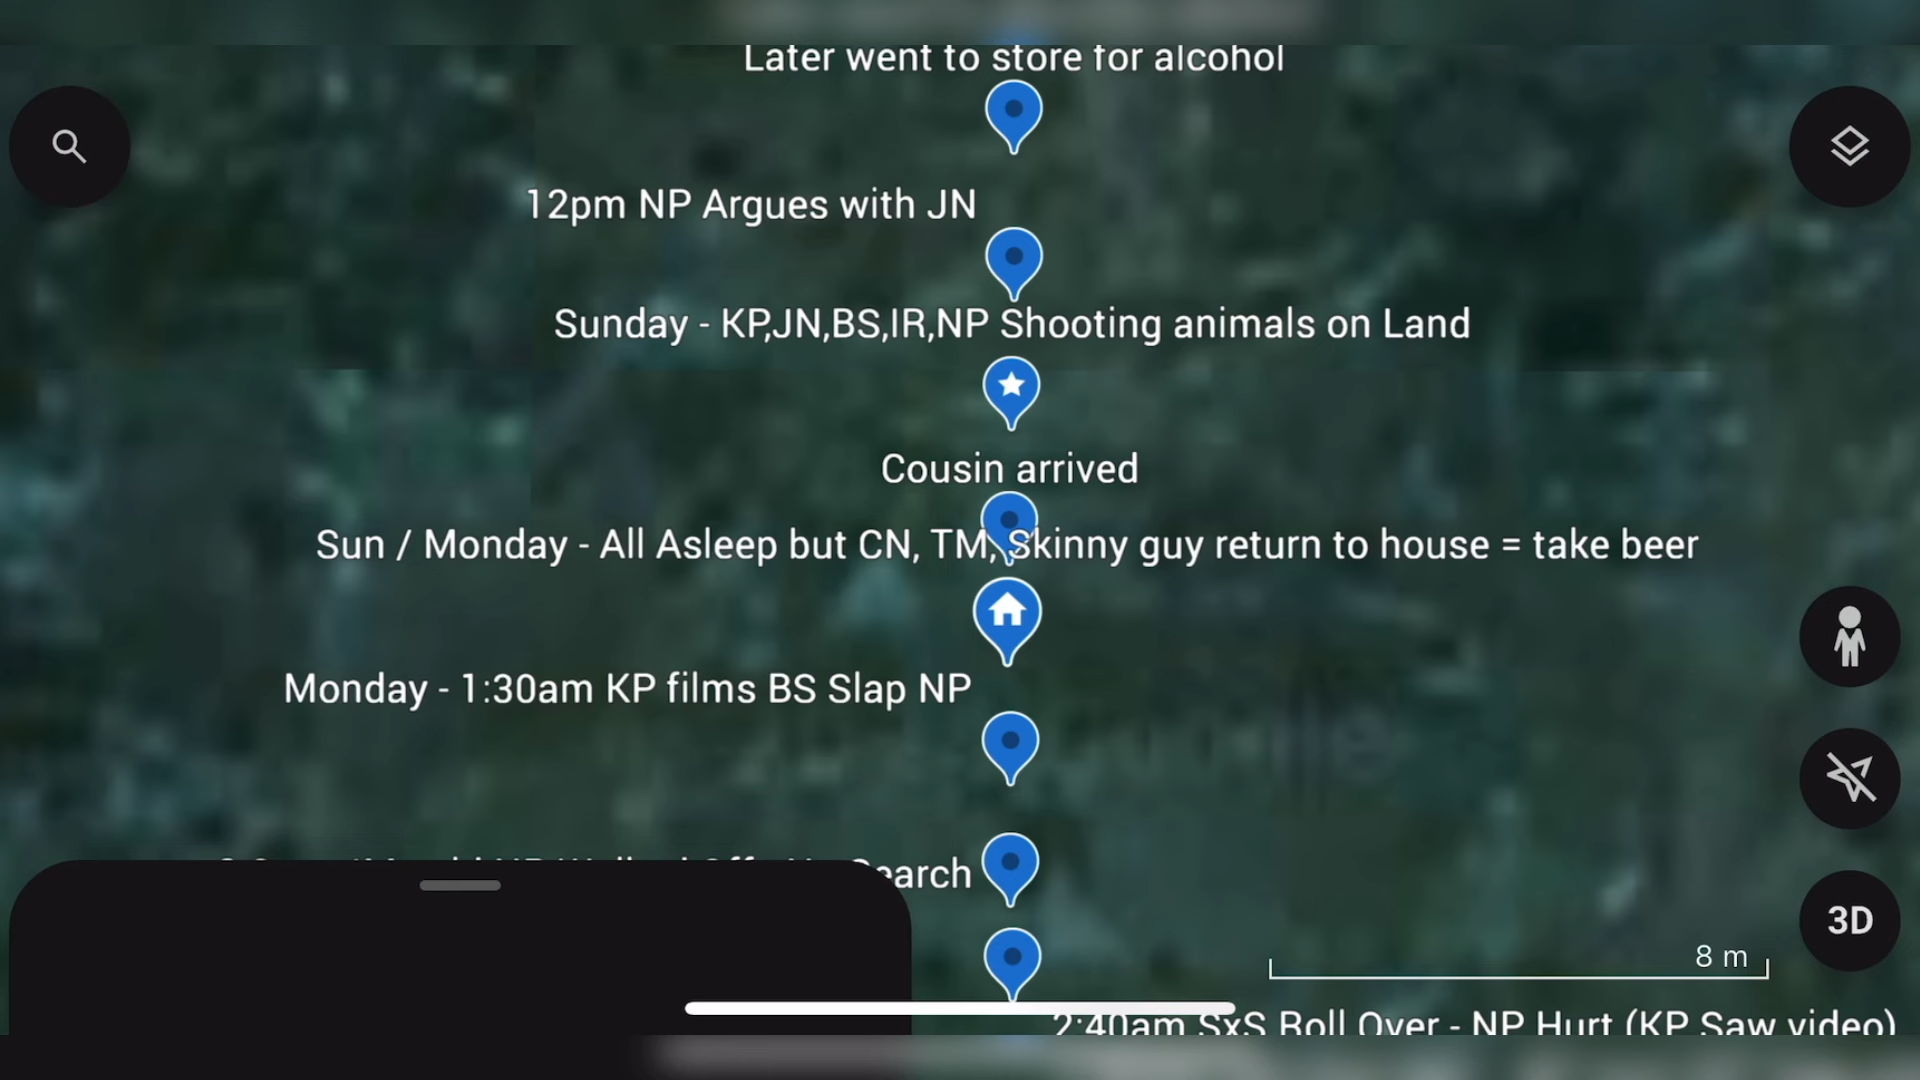 Later went to store for alcohol
12pm NP Argues with JN
Sunday - KP,JN,BS,IR,NP Shooting animals on Land
Cousin arrived
Sun / Monday - All Asleep but CN, TM, Skinny guy return to house = take beer
Monday - 1:30am KP films BS Slap NP
Search
3D
8 m
2:40am SxS Roll Over - NP Hurt (KP Saw video)